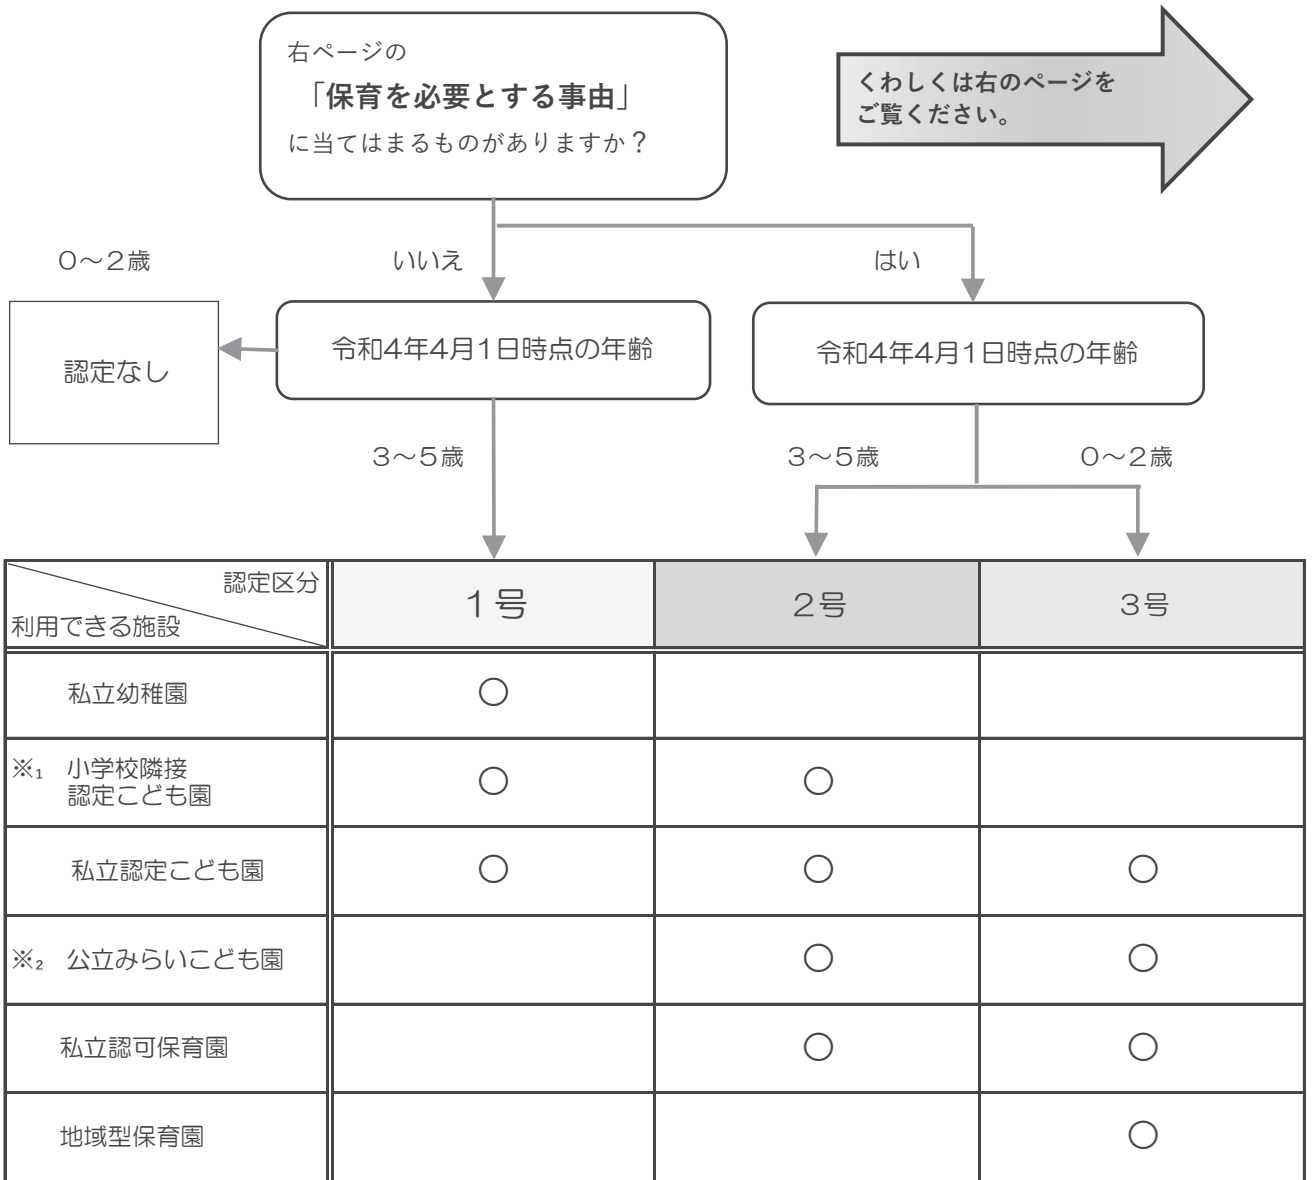 右ページの
「保育を必要とする事由」
に当てはまるものがありますか？
くわしくは右のページを
ご覧ください。
0～2歳
いいえ
はい
認定なし
令和4年4月1日時点の年齢
令和4年4月1日時点の年齢
3～5歳
3～5歳
0～2歳
認定区分
利用できる施設
1号
2号
3号
私立幼稚園
○
※₁ 小学校隣接
認定こども園
○ ○
私立認定こども園 ○ ○ ○
※₂ 公立みらいこども園 ○ ○
私立認可保育園 ○ ○
地域型保育園 ○